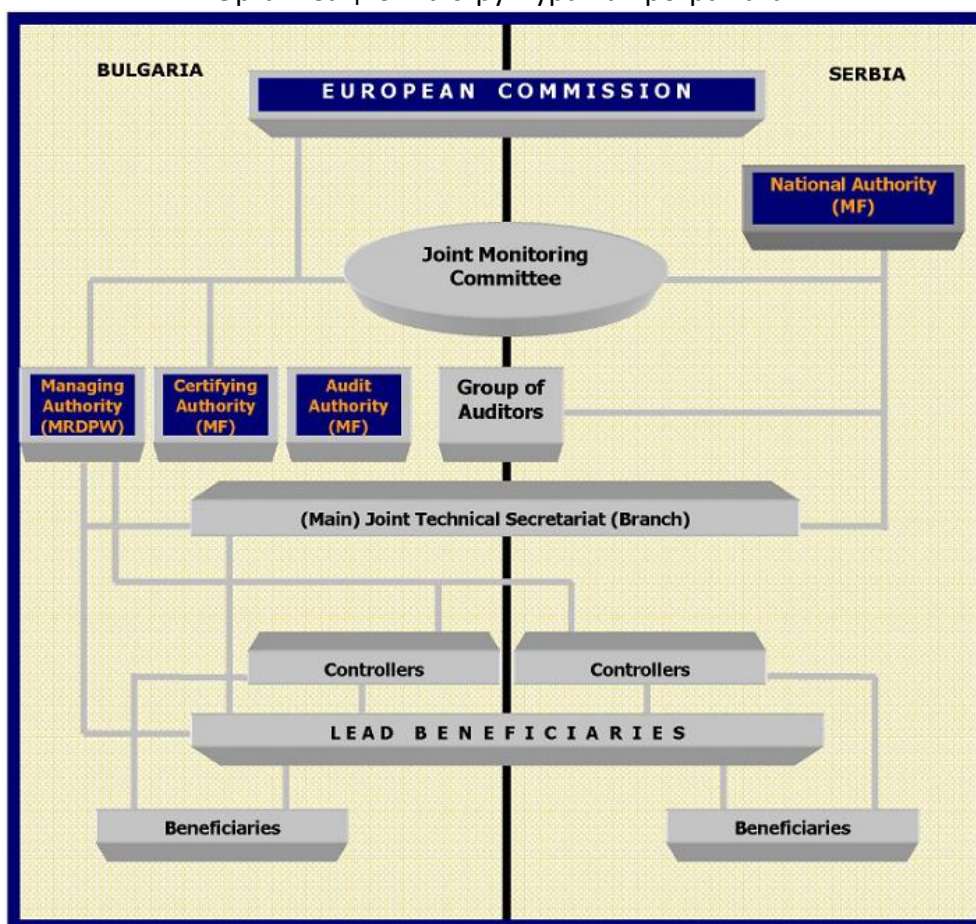 BULGARIA
SERBIA
EUROPEAN COMMISSION
National Authority
(MF)
Joint Monitoring
Committee
Managing
Authority
(MRDPW)
Certifying
Authority
(MF)
Audit
Authority
(MF)
Group of
Auditors
(Main) Joint Technical Secretariat (Branch)
Controllers
Controllers
LEAD BENEFICIARIES
Beneficiaries
Beneficiaries